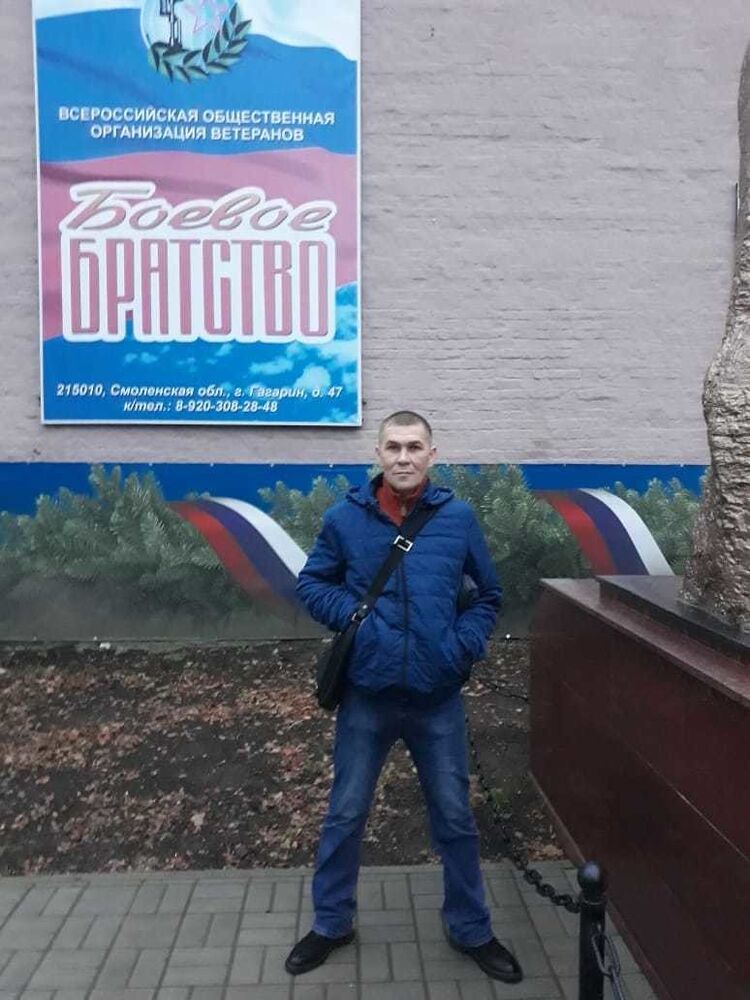 ВСЕРОССИЙСКАЯ ОБЩЕСТВЕННАЯ
ОРГАНИЗАЦИЯ ВЕТЕРАНОВ
Боевое
БРАТСТВО
215010, Смоленская обл., г. Гагарин, д. 47
к/тел.: 8-920-308-28-48